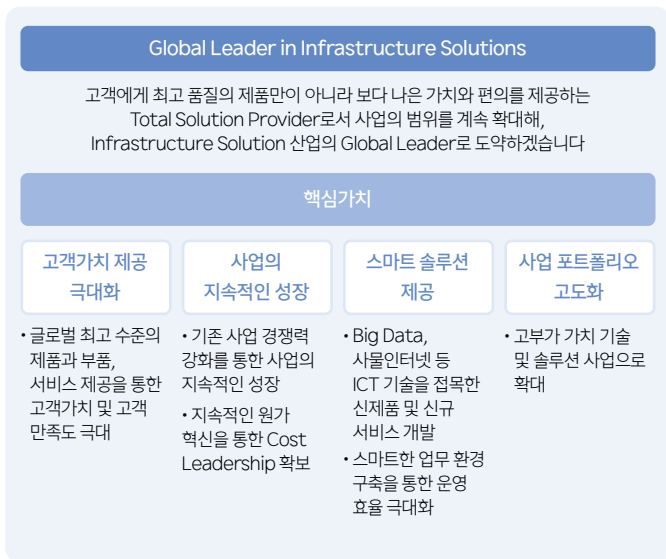 Global Leader in Infrastructure Solutions
고객에게 최고 품질의 제품만이 아니라 보다 나은 가치와 편의를 제공하는
Total Solution Provider로서 사업의 범위를 계속 확대해,
Infrastructure Solution 산업의 Global Leader로 도약하겠습니다
핵심가치
고객가치 제공
극대화
• 글로벌 최고 수준의
제품과 부품,
서비스 제공을 통한
고객가치 및 고객
만족도 극대
사업의
지속적인 성장
• 기존 사업 경쟁력
강화를 통한 사업의
지속적인 성장
• 지속적인 원가
혁신을 통한 Cost
Leadership 확보
스마트 솔루션
제공
• Big Data,
사물인터넷 등
ICT 기술을 접목한
신제품 및 신규
서비스 개발
• 스마트한 업무 환경
구축을 통한 운영
효율 극대화
사업 포트폴리오
고도화
• 고부가 가치 기술
및 솔루션 사업으로
확대